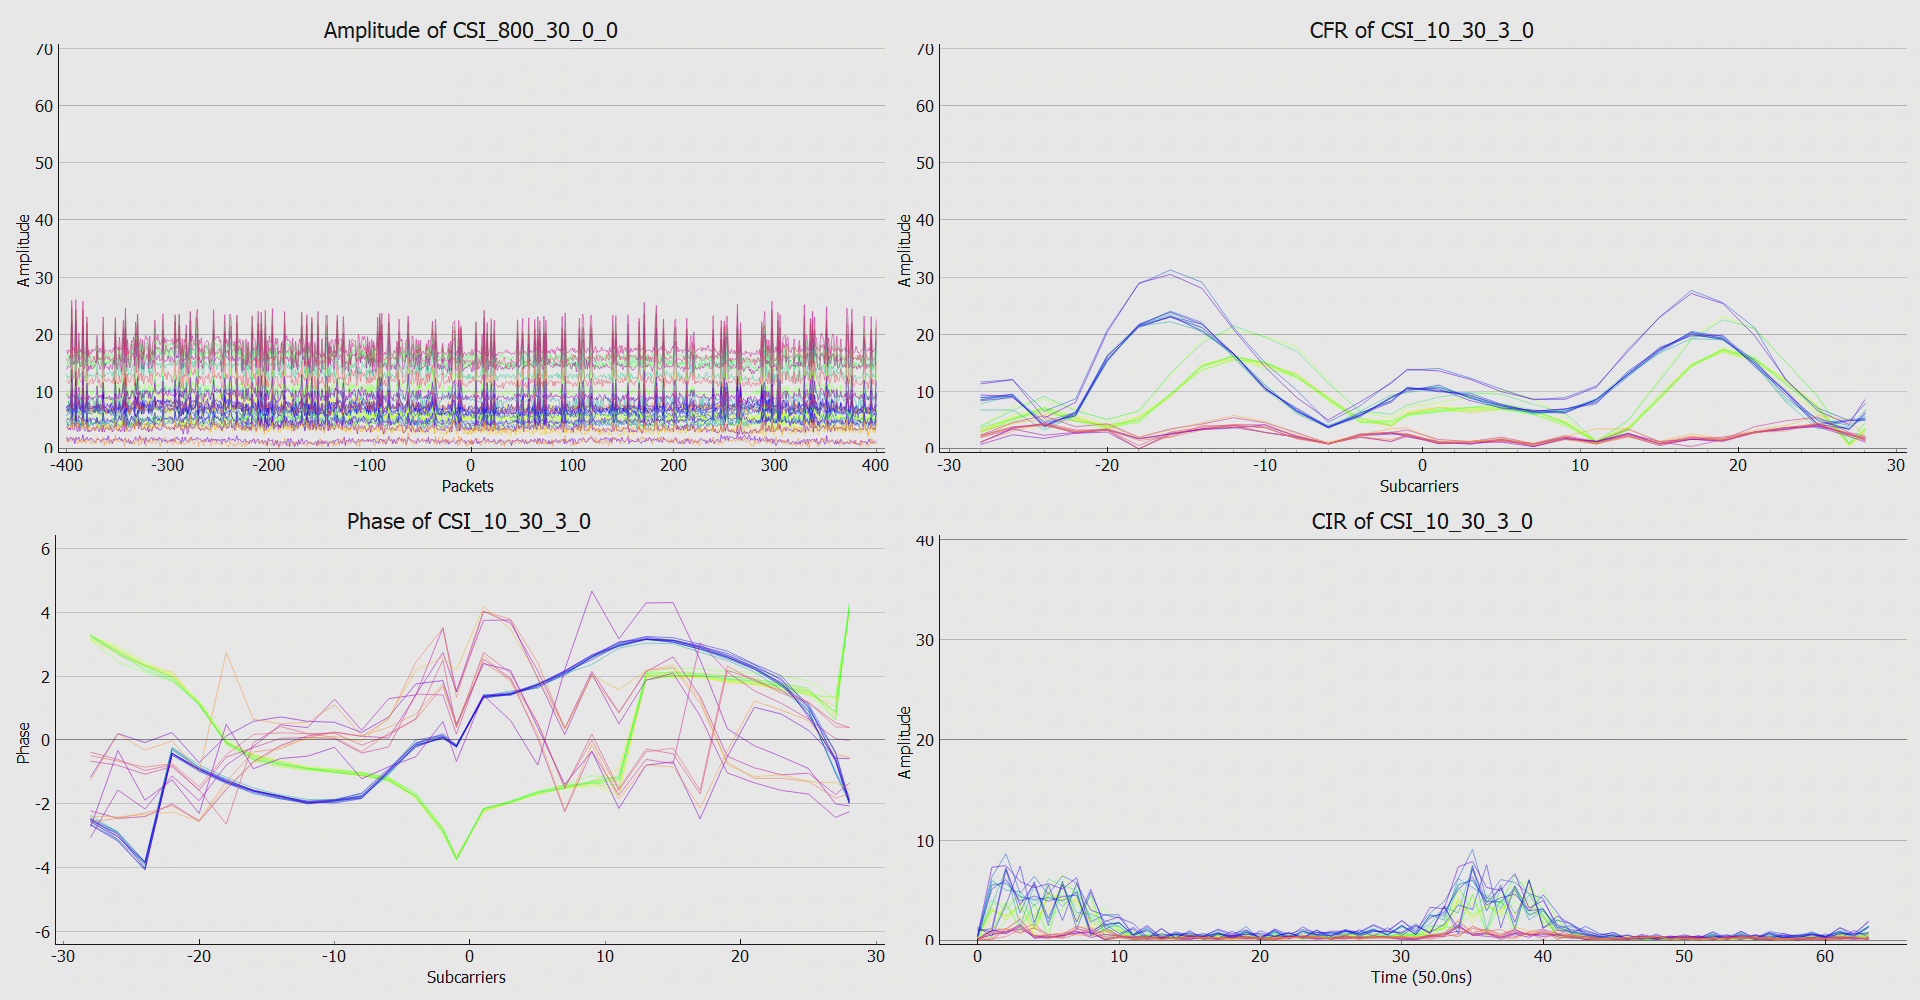 Amplitude of CSI_800_30_0_0
70
60
50
40
30
20
10
0
Amplitude
-400 -300 -200 -100 0 100 200 300 400
Packets
CFR of CSI_10_30_3_0
70
60
50
40
30
20
10
0
Amplitude
-30 -20 -10 0 10 20 30
Subcarriers
Phase of CSI_10_30_3_0
6
4
2
0
-2
-4
-6
Phase
-30 -20 -10 0 10 20 30
Subcarriers
CIR of CSI_10_30_3_0
40
30
20
10
0
Amplitude
0 10 20 30 40 50 60
Time (50.0ns)